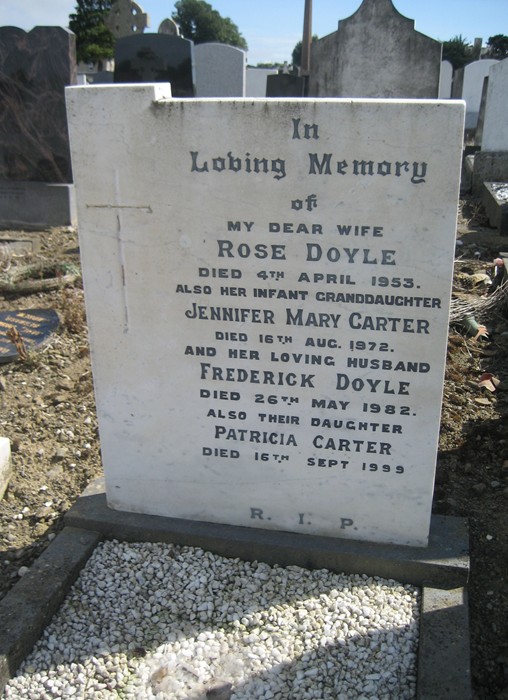 In
Loving Memory
of
MY DEAR WIFE
ROSE DOYLE
DIED 4TH APRIL 1953.
ALSO HER INFANT GRANDDAUGHTER
JENNIFER MARY CARTER
DIED 16TH AUG. 1972.
AND HER LOVING HUSBAND
FREDERICK DOYLE
DIED 26TH MAY 1982.
ALSO THEIR DAUGHTER
PATRICIA CARTER
DIED 16TH SEPT 1999
R. I. P.